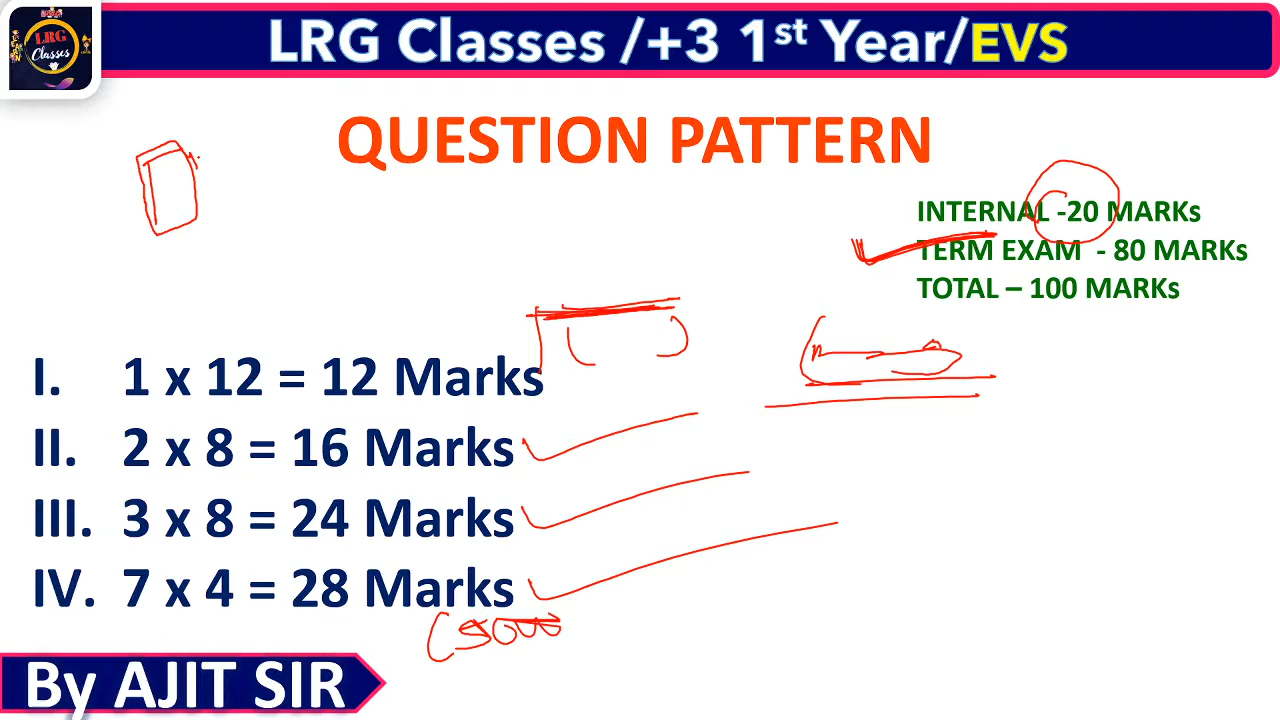 LRG Classes
LRG Classes /+3 1st Year/EVS
QUESTION PATTERN
INTERNAL -20 MARKs
TERM EXAM - 80 MARKs
TOTAL – 100 MARKs
I. 1 x 12 = 12 Marks
II. 2 x 8 = 16 Marks
III. 3 x 8 = 24 Marks
IV. 7 x 4 = 28 Marks
By AJIT SIR